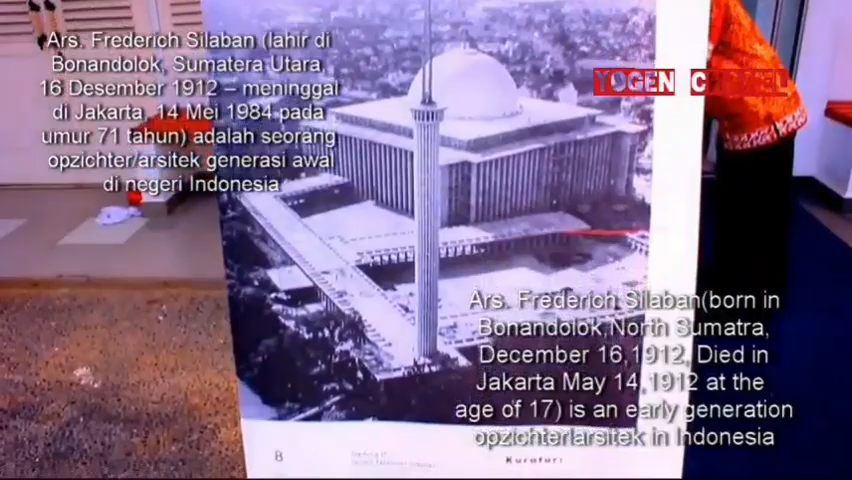 Ars. Frederich Silaban (lahir di
Bonandolok, Sumatera Utara,
16 Desember 1912 – meninggal
di Jakarta, 14 Mei 1984 pada
umur 71 tahun) adalah seorang
opzichter/arsitek generasi awal
di negeri Indonesia
YOGEN CHANNEL
Ars. Frederich Silaban(born in
Bonandolok, North Sumatra,
December 16,1912, Died in
Jakarta May 14,1912 at the
age of 17) is an early generation
opzichterIarsitek in Indonesia
8